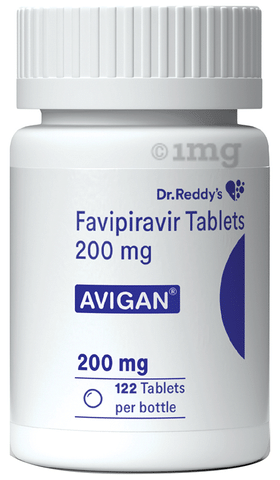 ©1mg
Dr.Reddy's
Favipiravir Tablets
200 mg
AVIGAN®
200 mg
122 Tablets
per bottle